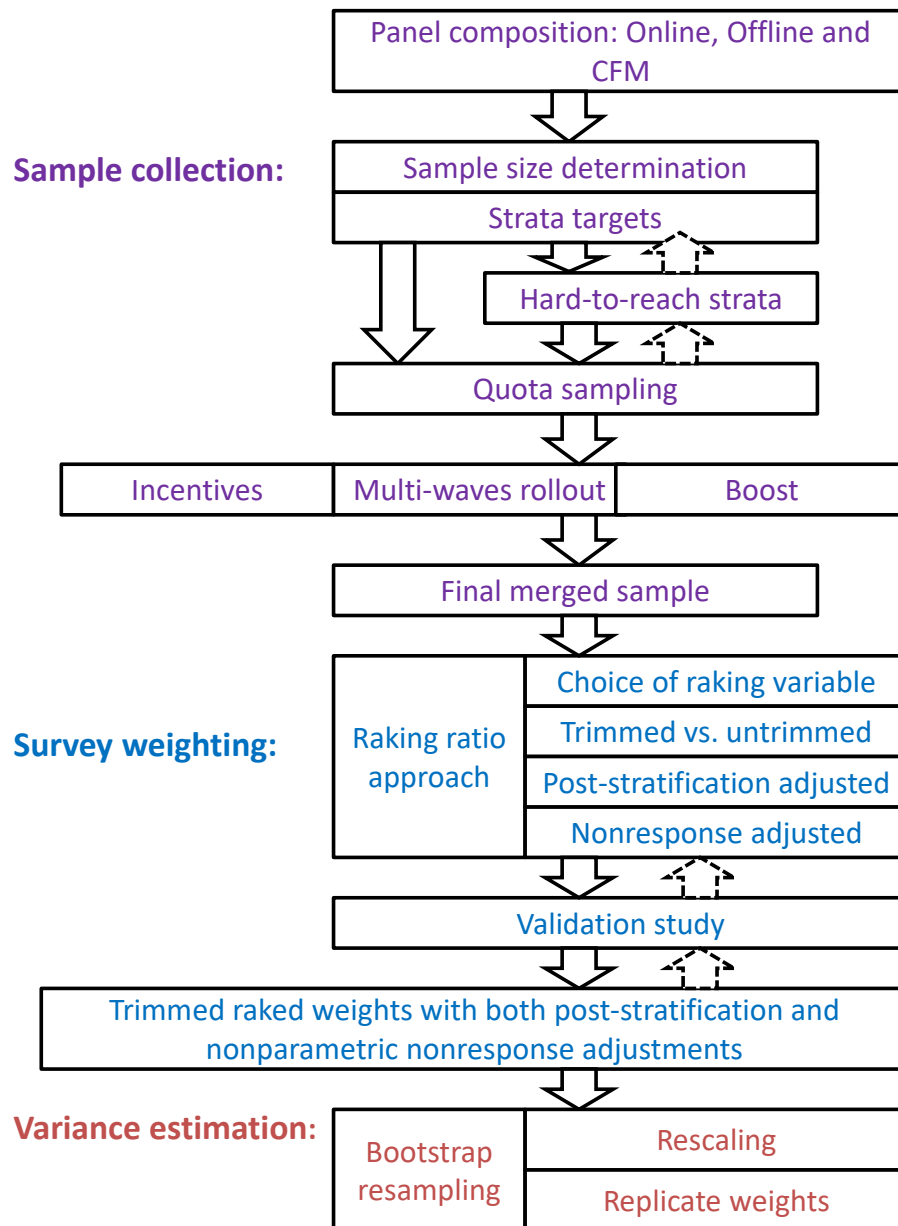 Panel composition: Online, Offline and
CFM
Sample collection:
Sample size determination
Strata targets
Hard-to-reach strata
Quota sampling
Incentives
Multi-waves rollout
Boost
Final merged sample
Survey weighting:
Raking ratio
approach
Choice of raking variable
Trimmed vs. untrimmed
Post-stratification adjusted
Nonresponse adjusted
Validation study
Trimmed raked weights with both post-stratification and
nonparametric nonresponse adjustments
Variance estimation:
Bootstrap
resampling
Rescaling
Replicate weights